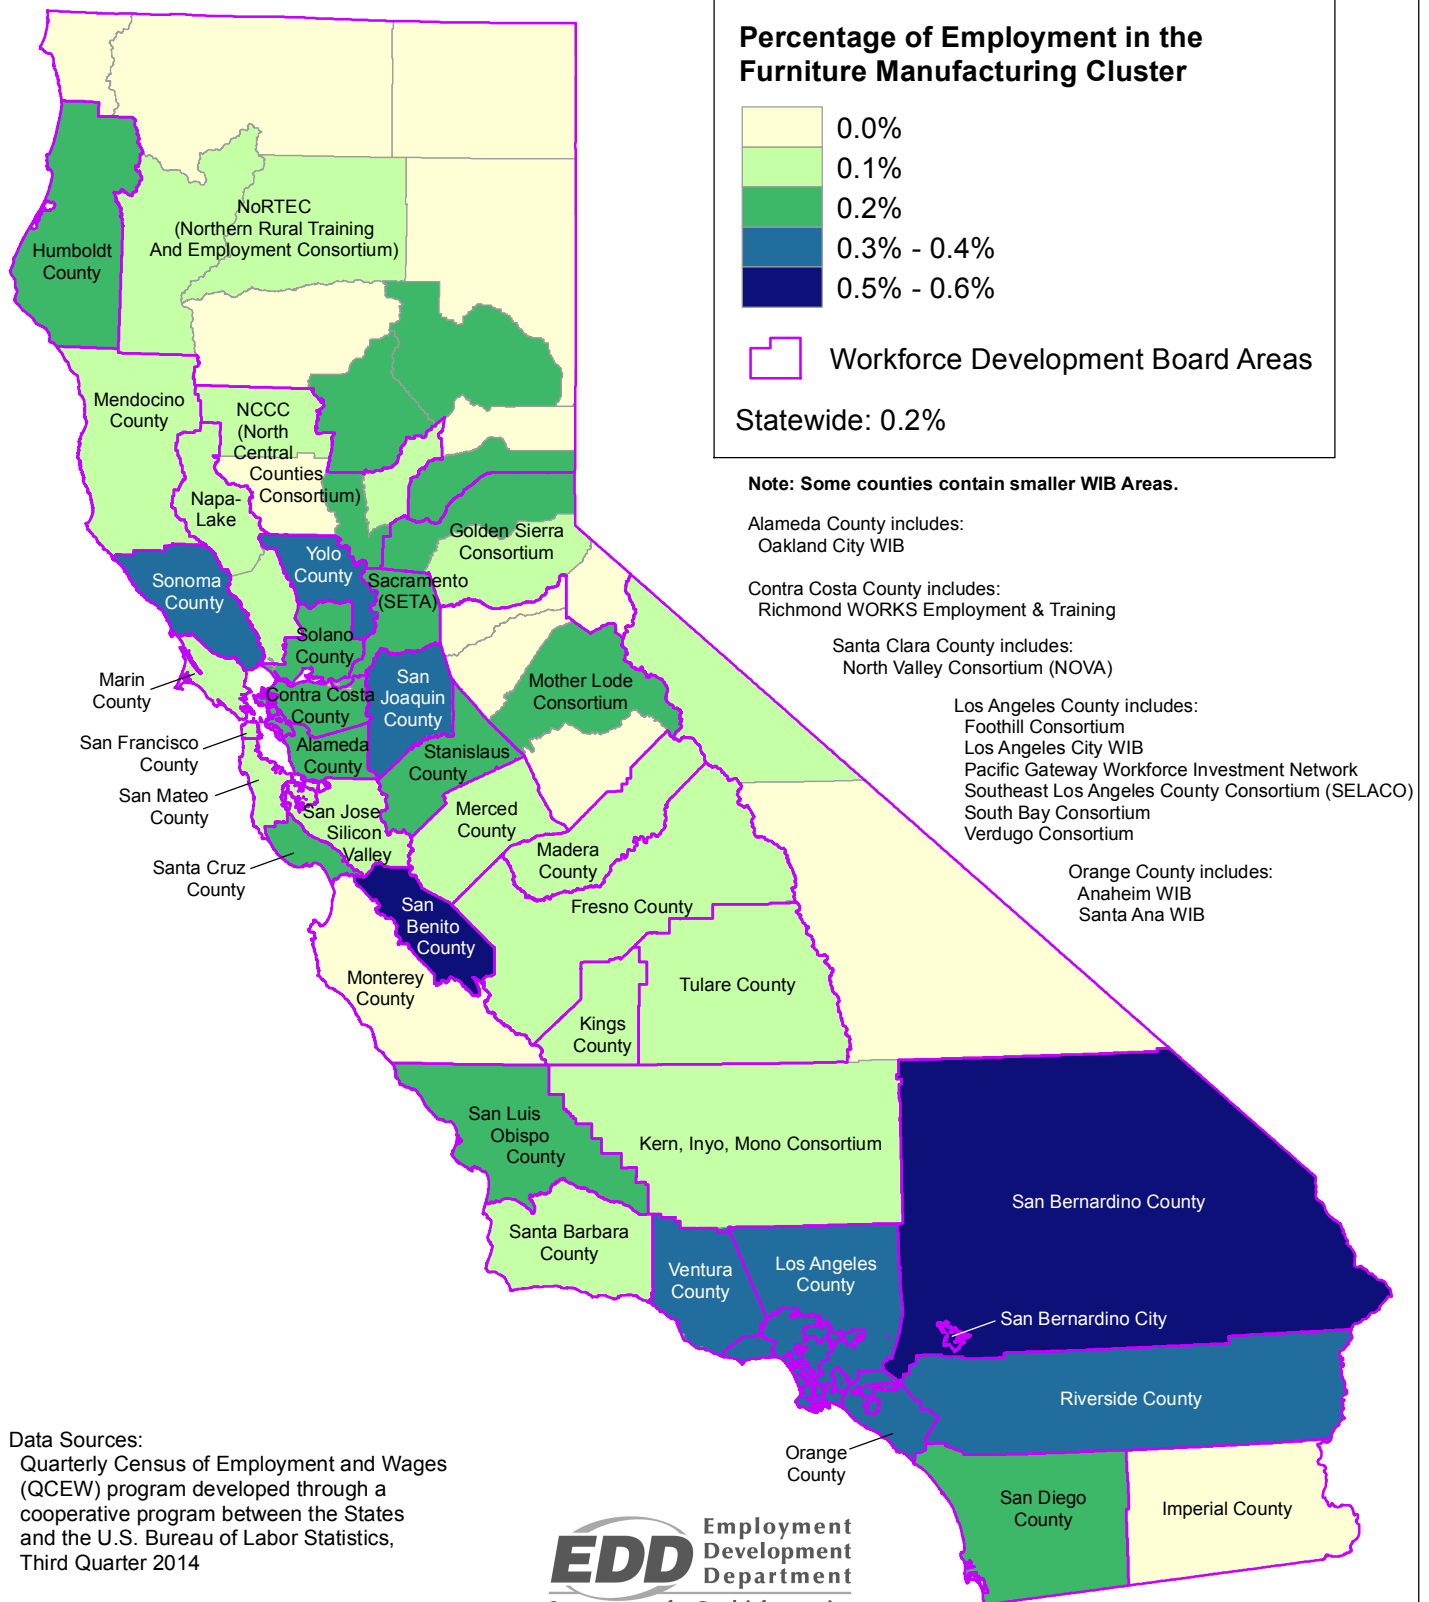 Percentage of Employment in the
Furniture Manufacturing Cluster
0.0%
0.1%
0.2%
0.3% - 0.4%
0.5% - 0.6%
Workforce Development Board Areas
Statewide: 0.2%
Note: Some counties contain smaller WIB Areas.
Alameda County includes:
Oakland City WIB
Contra Costa County includes:
Richmond WORKS Employment & Training
Santa Clara County includes:
North Valley Consortium (NOVA)
Los Angeles County includes:
Foothill Consortium
Los Angeles City WIB
Pacific Gateway Workforce Investment Network
Southeast Los Angeles County Consortium (SELACO)
South Bay Consortium
Verdugo Consortium
Orange County includes:
Anaheim WIB
Santa Ana WIB
NoRTEC
(Northern Rural Training
And Employment Consortium)
Humboldt
County
Mendocino
County
NCCC
(North
Central
Counties
Consortium)
Napa-
Lake
Golden Sierra
Consortium
Yolo
County
Sonoma
County
Sacramento
(SETA)
Solano
County
Marin
County
Contra Costa
County
San
Joaquin
County
Mother Lode
Consortium
San Francisco
County
Alameda
County
Stanislaus
County
San Mateo
County
San Jose
Silicon
Valley
Merced
County
Madera
County
Santa Cruz
County
San
Benito
County
Fresno County
Monterey
County
Tulare County
Kings
County
San Luis
Obispo
County
Kern, Inyo, Mono Consortium
San Bernardino County
Santa Barbara
County
Ventura
County
Los Angeles
County
San Bernardino City
Riverside County
Orange
County
San Diego
County
Imperial County
Data Sources:
Quarterly Census of Employment and Wages
(QCEW) program developed through a
cooperative program between the States
and the U.S. Bureau of Labor Statistics,
Third Quarter 2014
EDD
Employment
Development
Department